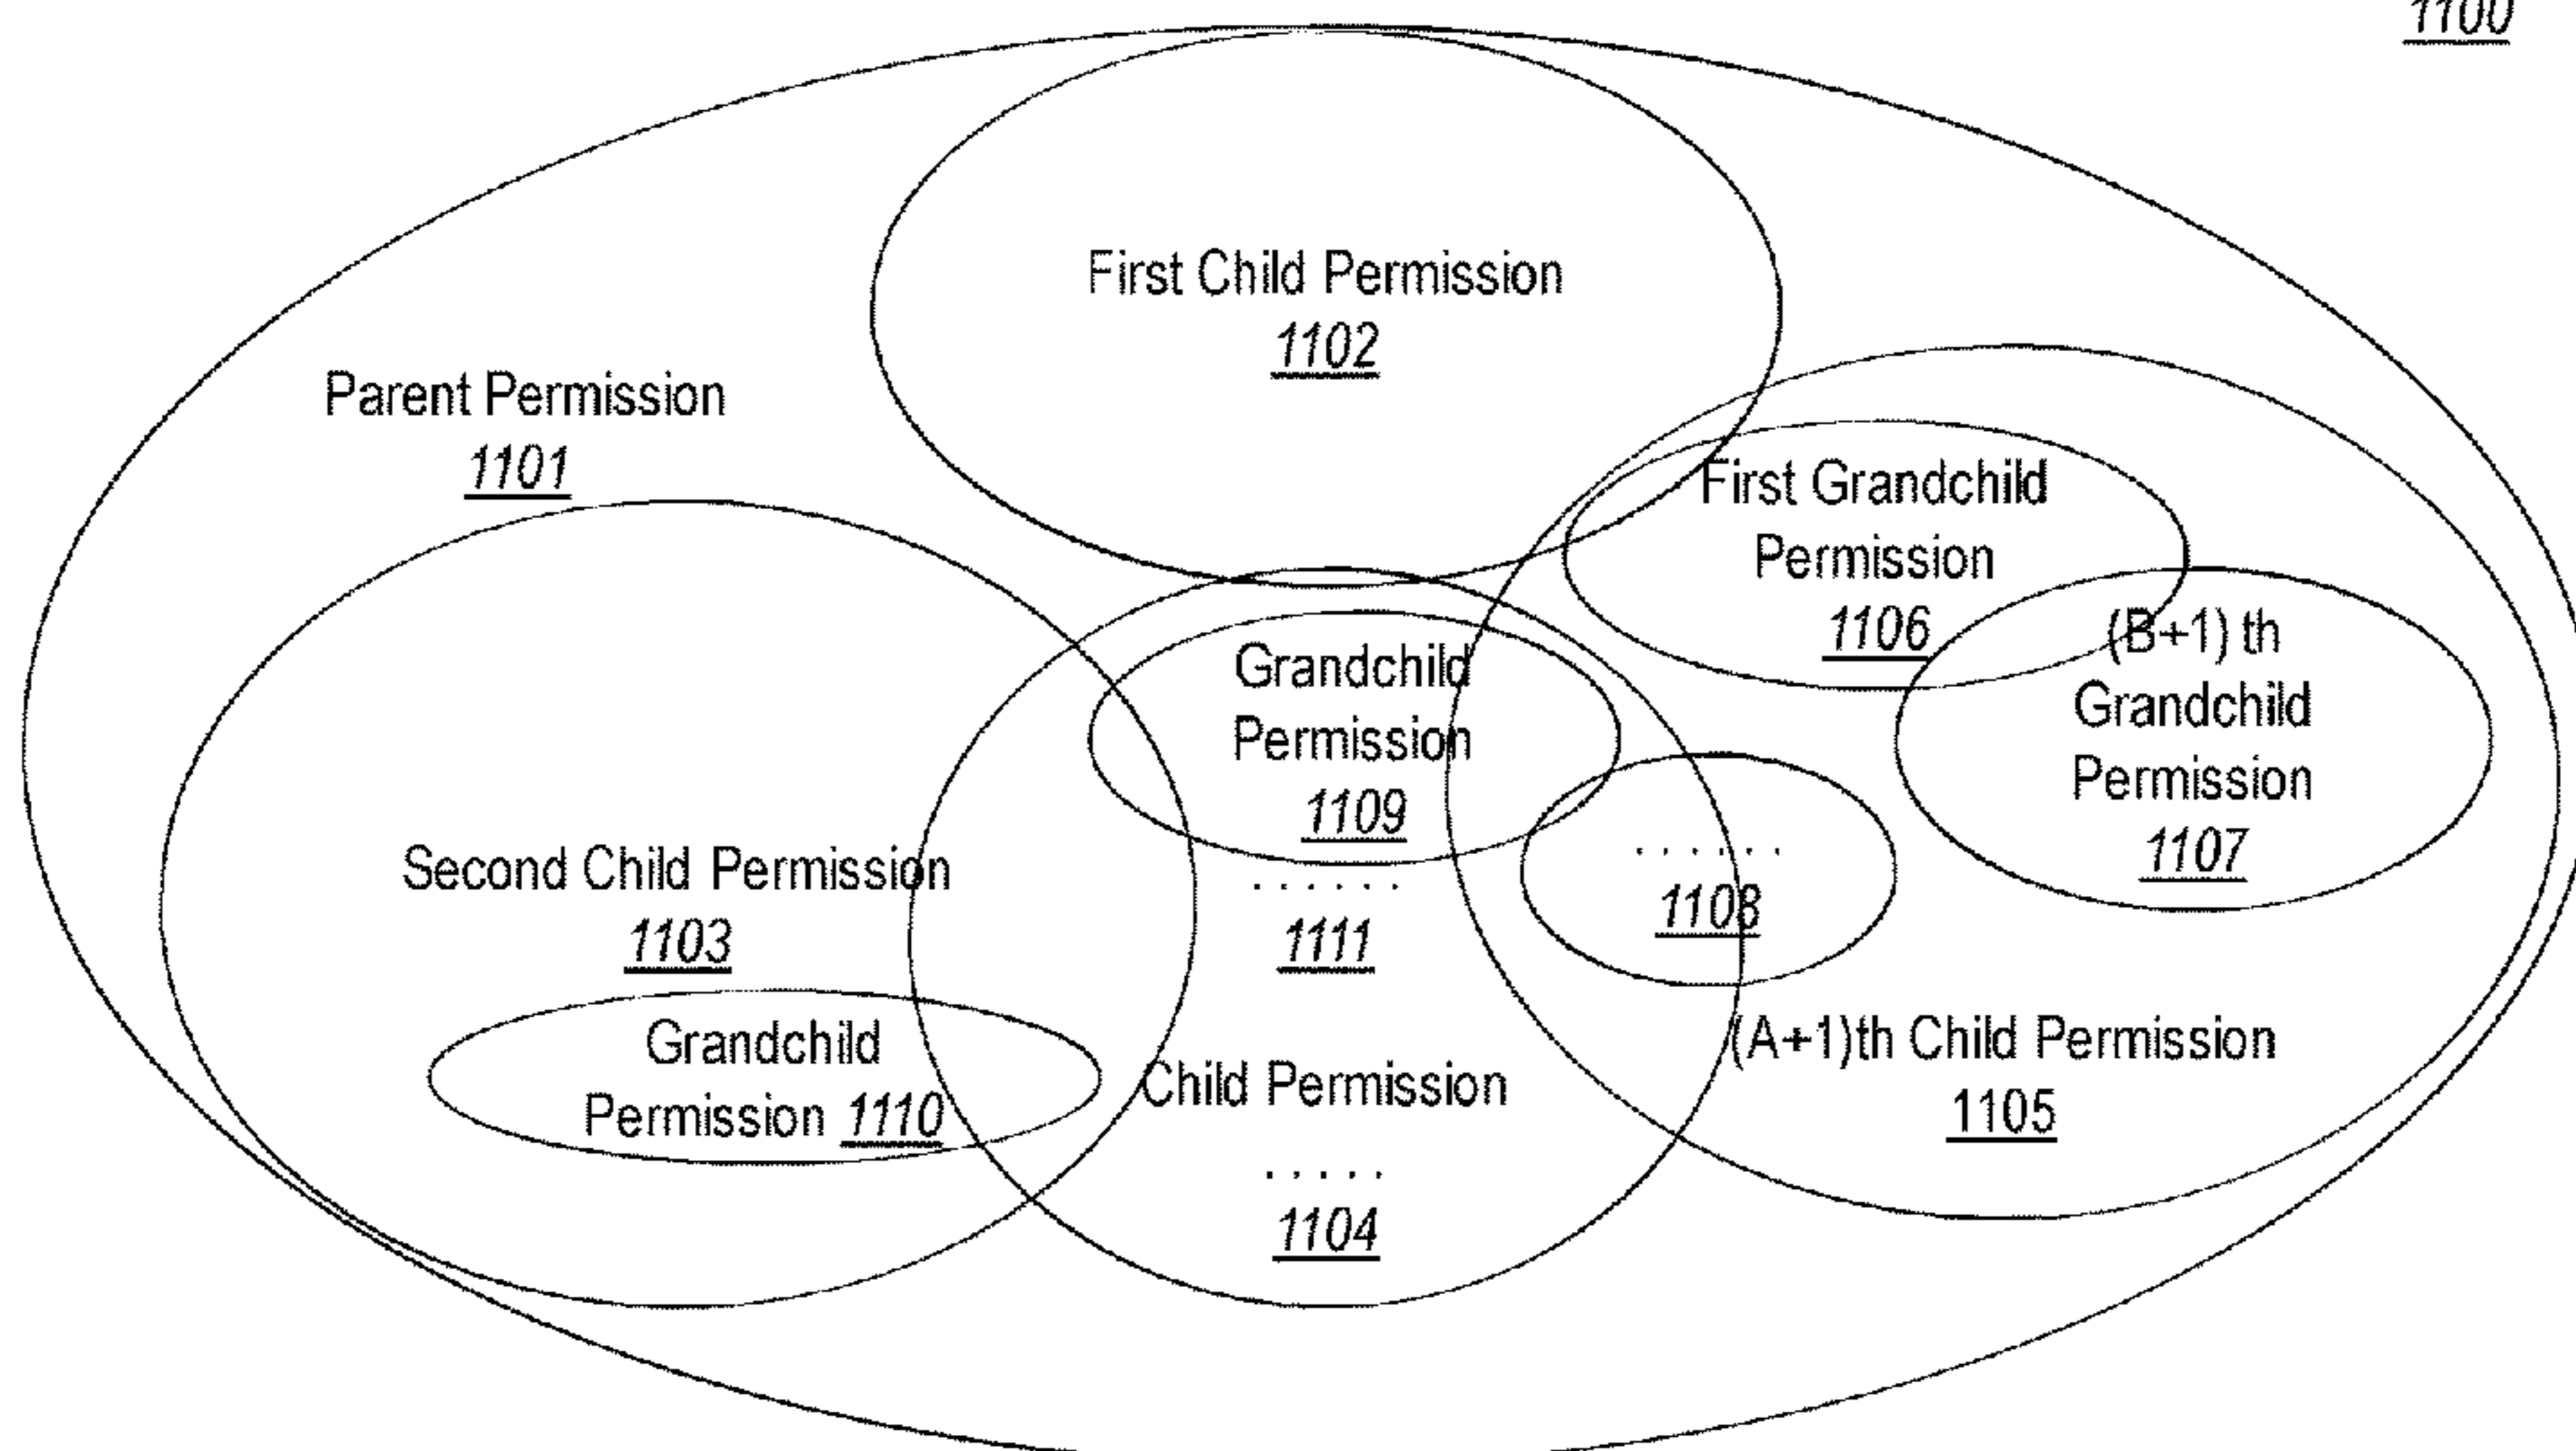 1100
First Child Permission
1102
Parent Permission
1101
First Grandchild
Permission
1106
(B+1) th
Grandchild
Permission
1107
Grandchild
Permission
1109
......
1111
......
1108
Second Child Permission
1103
Grandchild
Permission 1110
Child Permission
.....
1104
(A+1)th Child Permission
1105